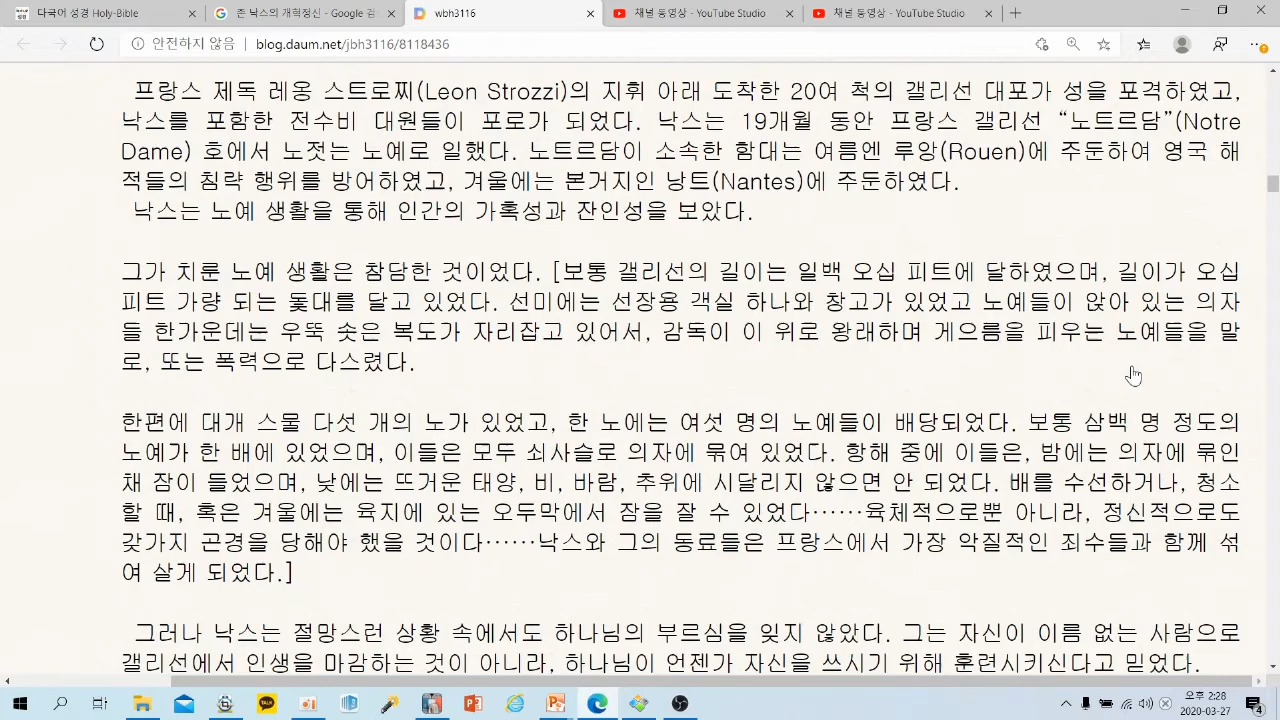 다국어 성경 Holy-Bible
존 낙스의 개혁정신 - Google 검
wbh3116
채널 동영상 - YouTube Studio
채널 동영상 - YouTube Studio
안전하지 않음
blog.daum.net/jbh3116/8118436
프랑스 제독 레옹 스트로찌(Leon Strozzi)의 지휘 아래 도착한 20여 척의 갤리선 대포가 성을 포격하였고,
낙스를 포함한 전수비 대원들이 포로가 되었다. 낙스는 19개월 동안 프랑스 갤리선 “노트르담”(Notre
Dame) 호에서 노젓는 노예로 일했다. 노트르담이 소속한 함대는 여름엔 루앙(Rouen)에 주둔하여 영국 해
적들의 침략 행위를 방어하였고, 겨울에는 본거지인 낭트(Nantes)에 주둔하였다.
낙스는 노예 생활을 통해 인간의 가혹성과 잔인성을 보았다.
그가 치룬 노예 생활은 참담한 것이었다. [보통 갤리선의 길이는 일백 오십 피트에 달하였으며, 길이가 오십
피트 가량 되는 돛대를 달고 있었다. 선미에는 선장용 객실 하나와 창고가 있었고 노예들이 앉아 있는 의자
들 한가운데는 우뚝 솟은 복도가 자리잡고 있어서, 감독이 이 위로 왕래하며 게으름을 피우는 노예들을 말
로, 또는 폭력으로 다스렸다.
한편에 대개 스물 다섯 개의 노가 있었고, 한 노에는 여섯 명의 노예들이 배당되었다. 보통 삼백 명 정도의
노예가 한 배에 있었으며, 이들은 모두 쇠사슬로 의자에 묶여 있었다. 항해 중에 이들은, 밤에는 의자에 묶인
채 잠이 들었으며, 낮에는 뜨거운 태양, 비, 바람, 추위에 시달리지 않으면 안 되었다. 배를 수선하거나, 청소
할 때, 혹은 겨울에는 육지에 있는 오두막에서 잠을 잘 수 있었다……육체적으로뿐 아니라, 정신적으로도
갖가지 곤경을 당해야 했을 것이다……낙스와 그의 동료들은 프랑스에서 가장 악질적인 죄수들과 함께 섞
여 살게 되었다.]
그러나 낙스는 절망스런 상황 속에서도 하나님의 부르심을 잊지 않았다. 그는 자신이 이름 없는 사람으로
갤리선에서 인생을 마감하는 것이 아니라, 하나님이 언젠가 자신을 쓰시기 위해 훈련시키신다고 믿었다.
TALK
오후 2:28
2020-03-27
4